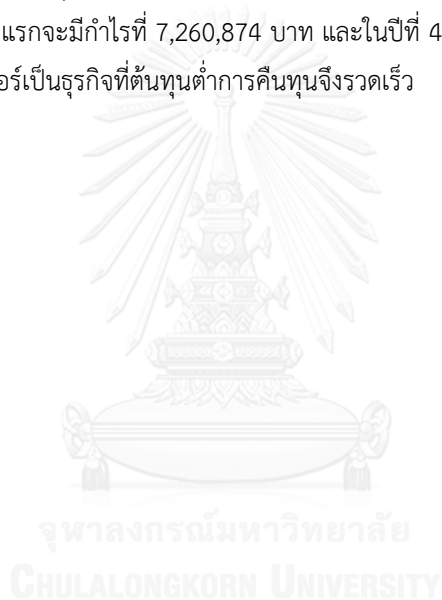 แรกจะมีกำไรที่ 7,260,874 บาท และในปีที่ 4
อร์เป็นธุรกิจที่ต้นทุนต่ำการคืนทุนจึงรวดเร็ว
จุฬาลงกรณ์มหาวิทยาลัย
CHULALONGKORN UNIVERSITY